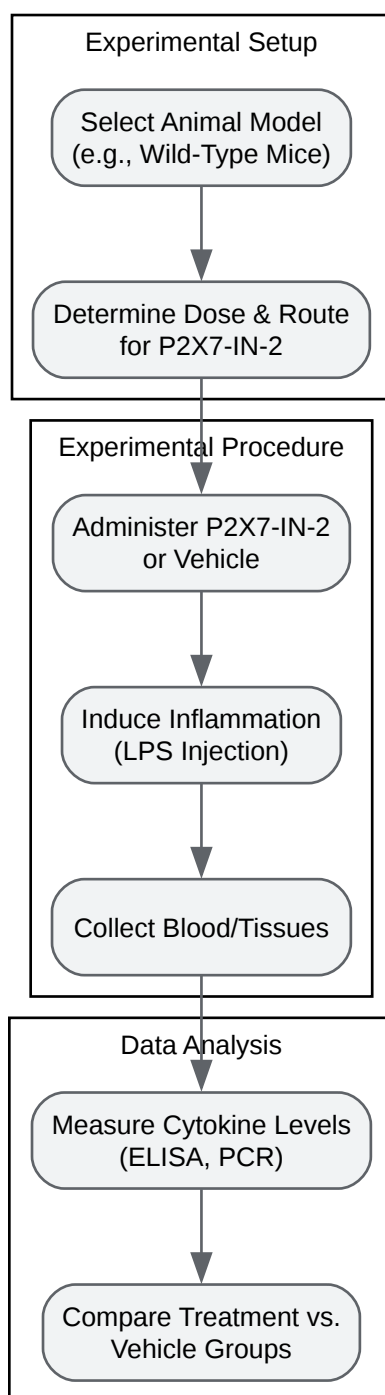 Experimental Setup
Select Animal Model
(e.g., Wild-Type Mice)
Determine Dose & Route
for P2X7-IN-2
Experimental Procedure
Administer P2X7-IN-2
or Vehicle
Induce Inflammation
(LPS Injection)
Collect Blood/Tissues
Data Analysis
Measure Cytokine Levels
(ELISA, PCR)
Compare Treatment vs.
Vehicle Groups